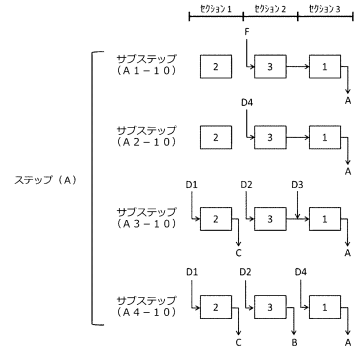 ｾｸｼｮﾝ1 ｾｸｼｮﾝ2 ｾｸｼｮﾝ3
F
サブステップ
（A1－10）
2 3 1
A
D4
サブステップ
（A2－10）
2 3 1
A
ステップ（A）
D1 D2 D3
サブステップ
（A3－10）
2 3 1
C A
D1 D2 D4
サブステップ
（A4－10）
2 3 1
C B A